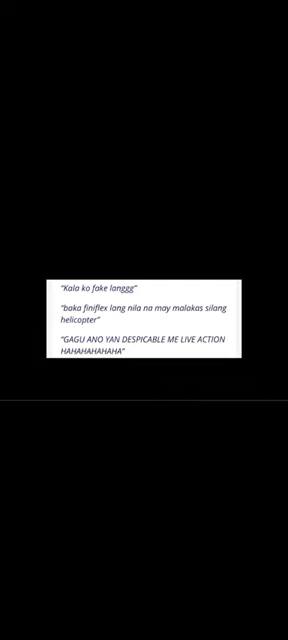 "Kala ko fake langgg"
"baka finiflex lang nila na may malakas silang
helicopter"
"GAGU ANO YAN DESPICABLE ME LIVE ACTION
HAHAHAHAHAHA"